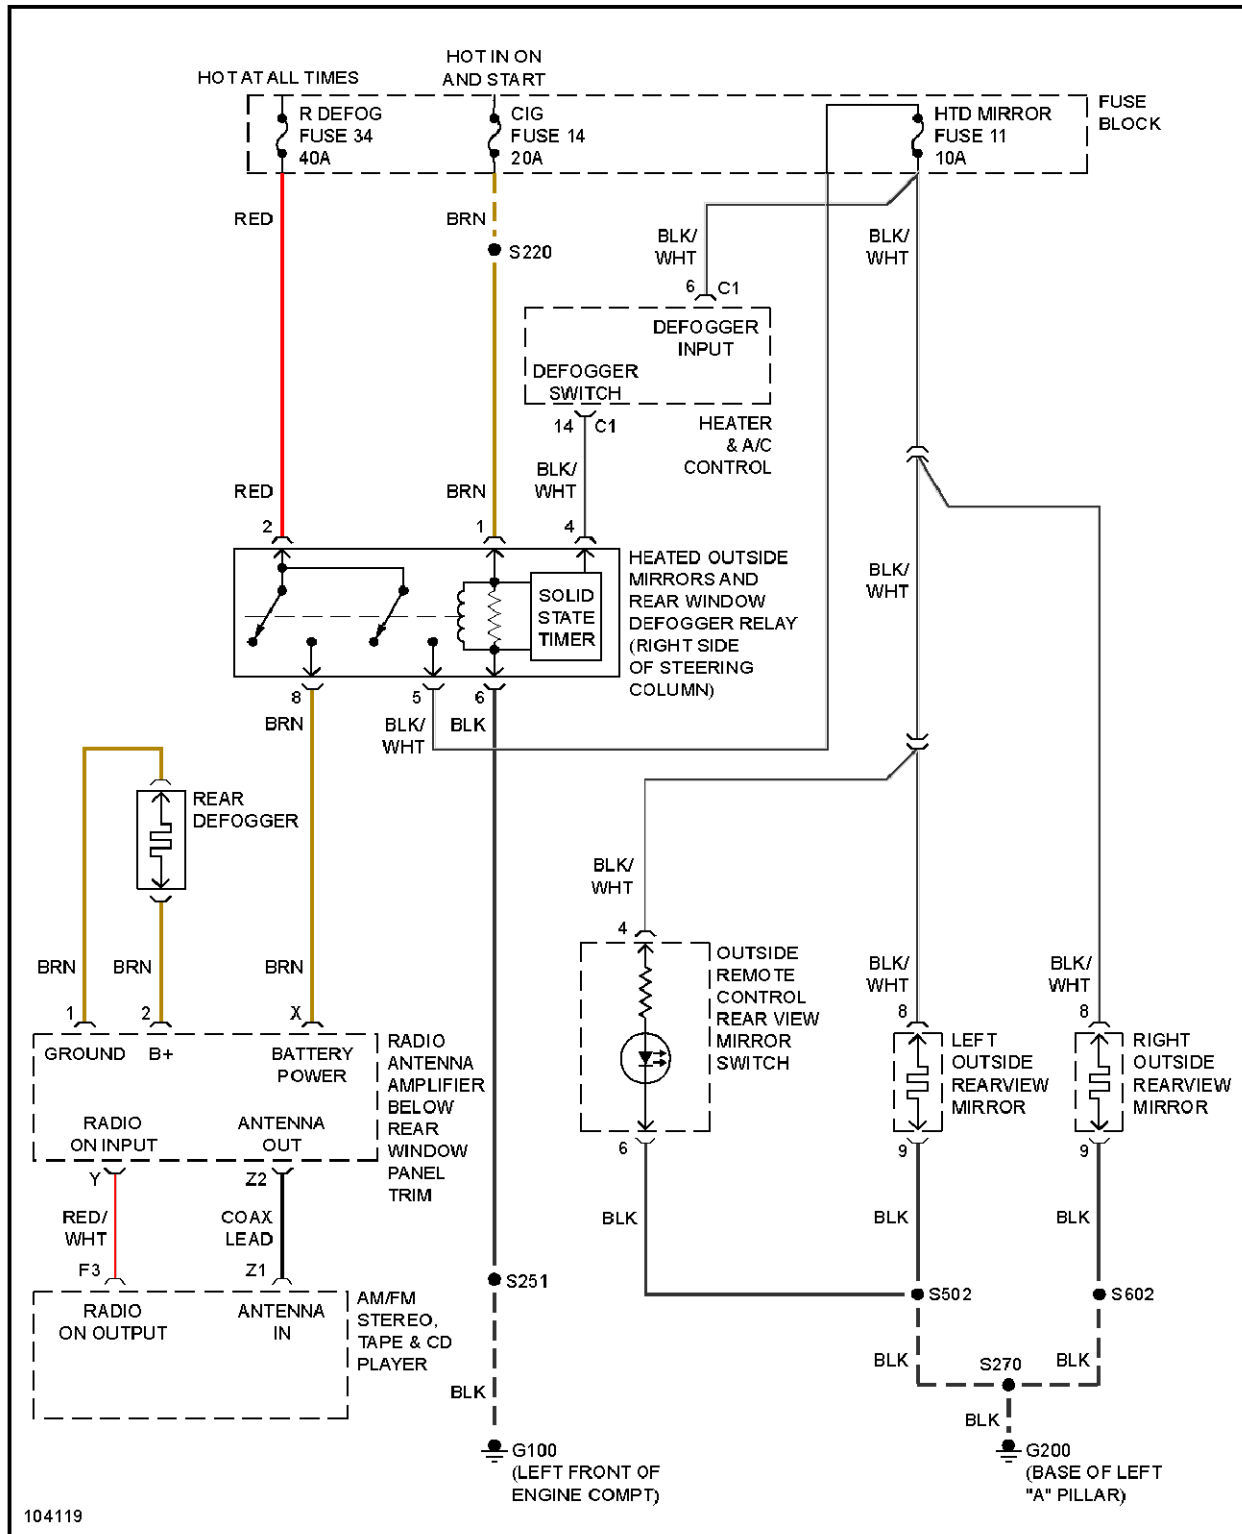 HOT AT ALL TIMES
HOT IN ON
AND START
R DEFOG
FUSE 34
40A
CIG
FUSE 14
20A
HTD MIRROR
FUSE 11
10A
FUSE
BLOCK
RED
BRN
S220
BLK/
WHT
BLK/
WHT
6
C1
DEFOGGER
INPUT
DEFOGGER
SWITCH
14
C1
HEATER
& A/C
CONTROL
BLK/
WHT
RED
BRN
2
1
4
BLK/
WHT
SOLID
STATE
TIMER
HEATED OUTSIDE
MIRRORS AND
REAR WINDOW
DEFOGGER RELAY
(RIGHT SIDE
OF STEERING
COLUMN)
8
5
6
BRN
BLK/
WHT
BLK
REAR
DEFOGGER
BLK/
WHT
4
OUTSIDE
REMOTE
CONTROL
REAR VIEW
MIRROR
SWITCH
BRN
BRN
BRN
BLK/
WHT
BLK/
WHT
1
2
X
8
8
GROUND
B+
BATTERY
POWER
RADIO
ON INPUT
ANTENNA
OUT
RADIO
ANTENNA
AMPLIFIER
BELOW
REAR
WINDOW
PANEL
TRIM
LEFT
OUTSIDE
REARVIEW
MIRROR
RIGHT
OUTSIDE
REARVIEW
MIRROR
6
9
9
Y
Z2
RED/
WHT
COAX
LEAD
BLK
BLK
BLK
F3
Z1
S251
S502
S602
RADIO
ON OUTPUT
ANTENNA
IN
AM/FM
STEREO,
TAPE & CD
PLAYER
BLK
BLK
S270
BLK
BLK
G100
(LEFT FRONT OF
ENGINE COMPT)
G200
(BASE OF LEFT
"A" PILLAR)
104119